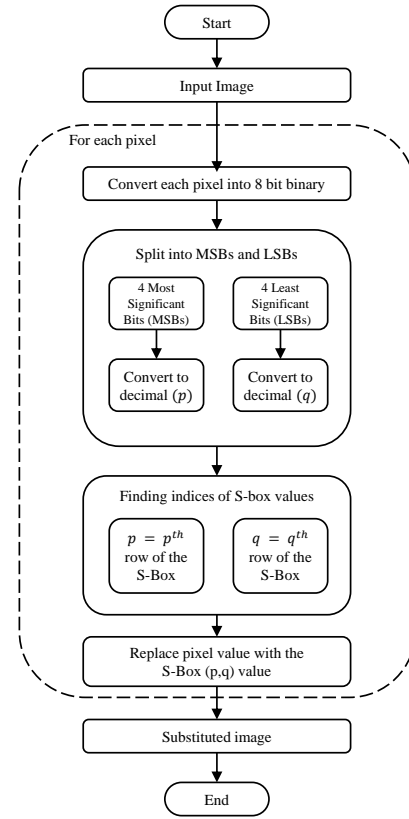 Start
Input Image
For each pixel
Convert each pixel into 8 bit binary
Split into MSBs and LSBs
4 Most
Significant
Bits (MSBs)
4 Least
Significant
Bits (LSBs)
Convert to
decimal (p)
Convert to
decimal (q)
Finding indices of S-box values
p = p^th
row of the
S-Box
q = q^th
row of the
S-Box
Replace pixel value with the
S-Box (p,q) value
Substituted image
End